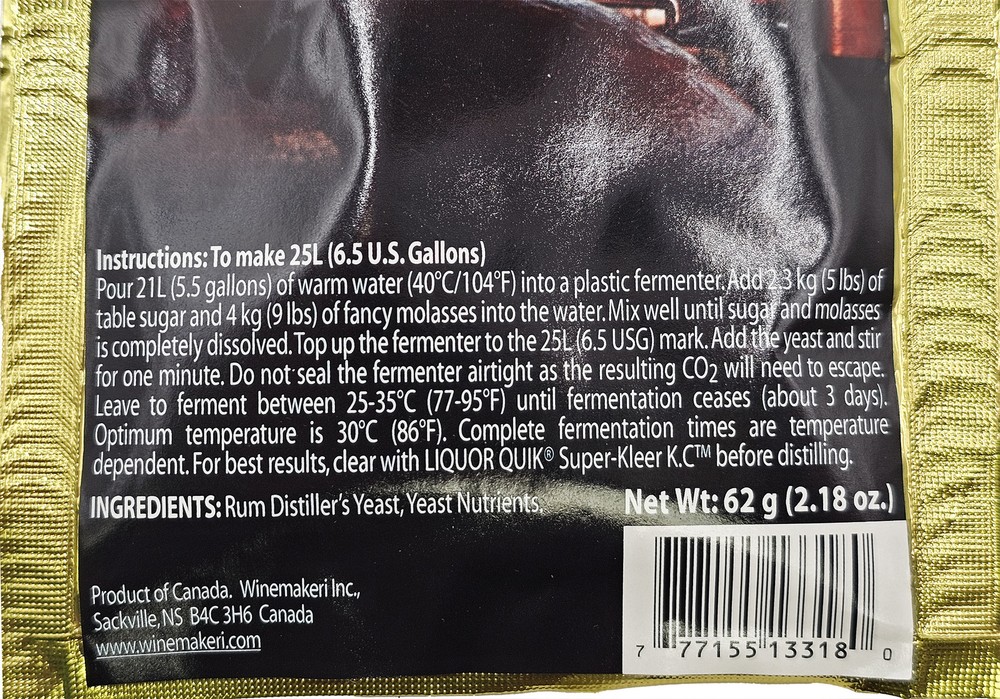 Instructions: To make 25L (6.5 U.S. Gallons)
Pour 21L (5.5 gallons) of warm water (40°C/104°F) into a plastic fermenter. Add 2.3 kg (5 lbs) of
table sugar and 4 kg (9 lbs) of fancy molasses into the water. Mix well until sugar and molasses
is completely dissolved. Top up the fermenter to the 25L (6.5 USG) mark. Add the yeast and stir
for one minute. Do not seal the fermenter airtight as the resulting CO2 will need to escape.
Leave to ferment between 25-35°C (77-95°F) until fermentation ceases (about 3 days).
Optimum temperature is 30°C (86°F). Complete fermentation times are temperature
dependent. For best results, clear with LIQUOR QUIK® Super-Kleer K.C™ before distilling.
INGREDIENTS: Rum Distiller's Yeast, Yeast Nutrients.
Net Wt: 62 g (2.18 oz.)
Product of Canada. Winemakeri Inc.,
Sackville, NS B4C 3H6 Canada
www.winemakeri.com
7 77155 13318 0